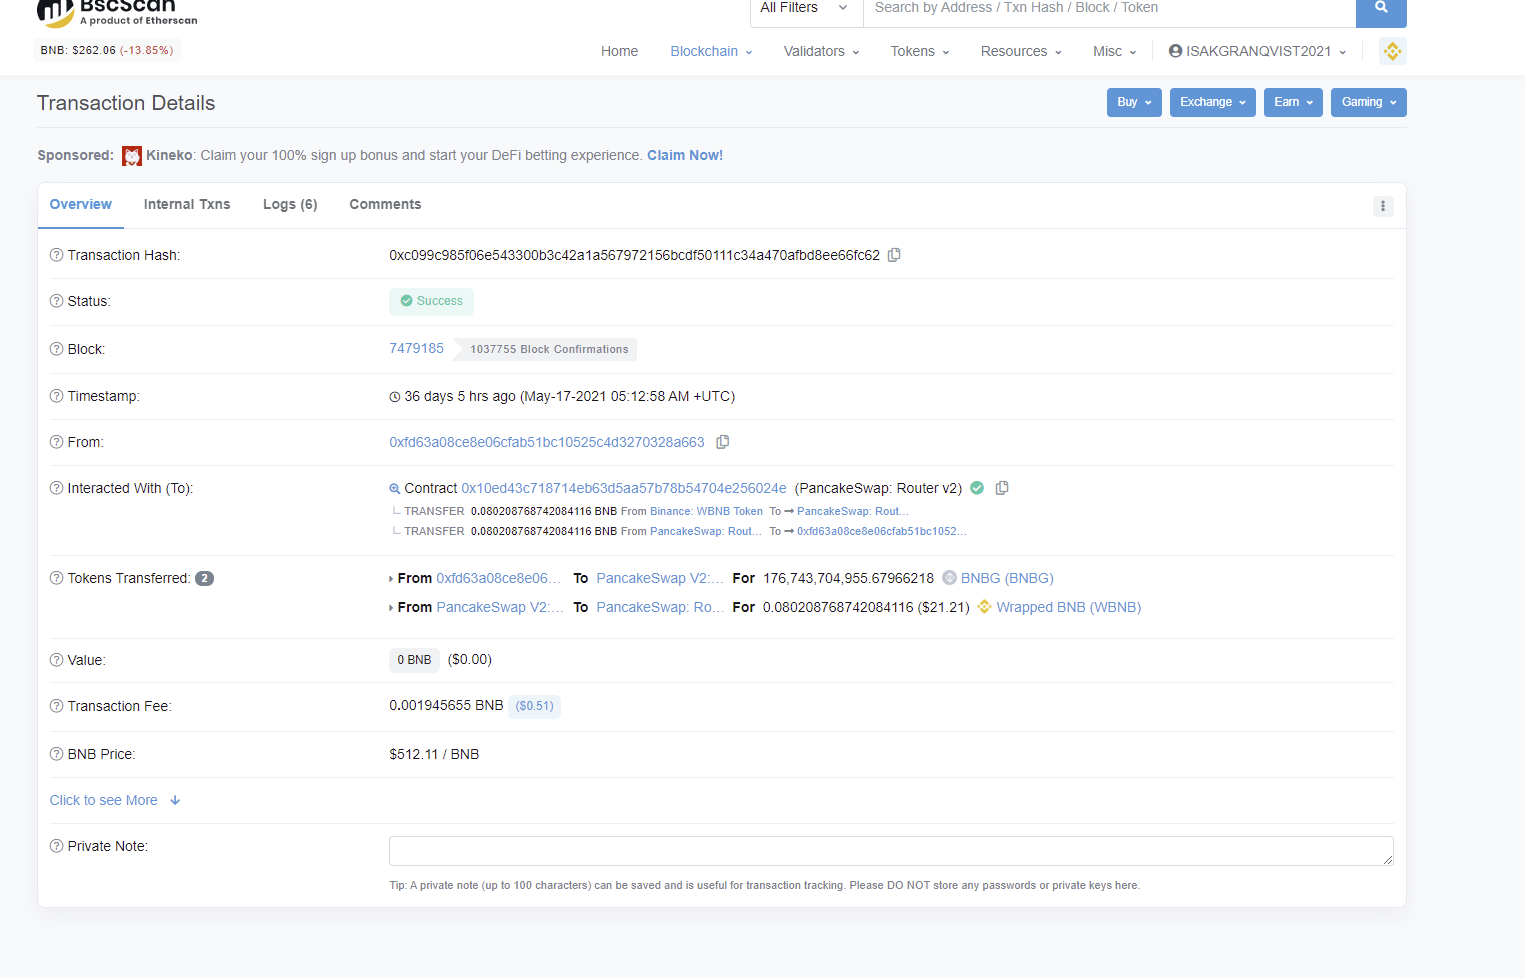 BscScan
A product of Etherscan
All Filters
Search by Address / Txn Hash / Block / Token
BNB: $262.06 (-13.85%)
Home Blockchain Validators Tokens Resources Misc ISAKGRANQVIST2021
Transaction Details
Buy Exchange Earn Gaming
Sponsored: Kineko: Claim your 100% sign up bonus and start your DeFi betting experience. Claim Now!
Overview Internal Txns Logs (6) Comments
Transaction Hash: 0xc099c985f06e543300b3c42a1a567972156bcdf50111c34a470afbd8ee66fc62
Status: Success
Block: 7479185 1037755 Block Confirmations
Timestamp: 36 days 5 hrs ago (May-17-2021 05:12:58 AM +UTC)
From: 0xfd63a08ce8e06cfab51bc10525c4d3270328a663
Interacted With (To): Contract 0x10ed43c718714eb63d5aa57b78b54704e256024e (PancakeSwap: Router v2)
TRANSFER 0.080208768742084116 BNB From Binance: WBNB Token To → PancakeSwap: Rout...
TRANSFER 0.080208768742084116 BNB From PancakeSwap: Rout... To → 0xfd63a08ce8e06cfab51bc1052...
Tokens Transferred: 2
From 0xfd63a08ce8e06... To PancakeSwap V2:... For 176,743,704,955.67966218 BNBG (BNBG)
From PancakeSwap V2:... To PancakeSwap: Ro... For 0.080208768742084116 ($21.21) Wrapped BNB (WBNB)
Value: 0 BNB ($0.00)
Transaction Fee: 0.001945655 BNB ($0.51)
BNB Price: $512.11 / BNB
Click to see More
Private Note:
Tip: A private note (up to 100 characters) can be saved and is useful for transaction tracking. Please DO NOT store any passwords or private keys here.